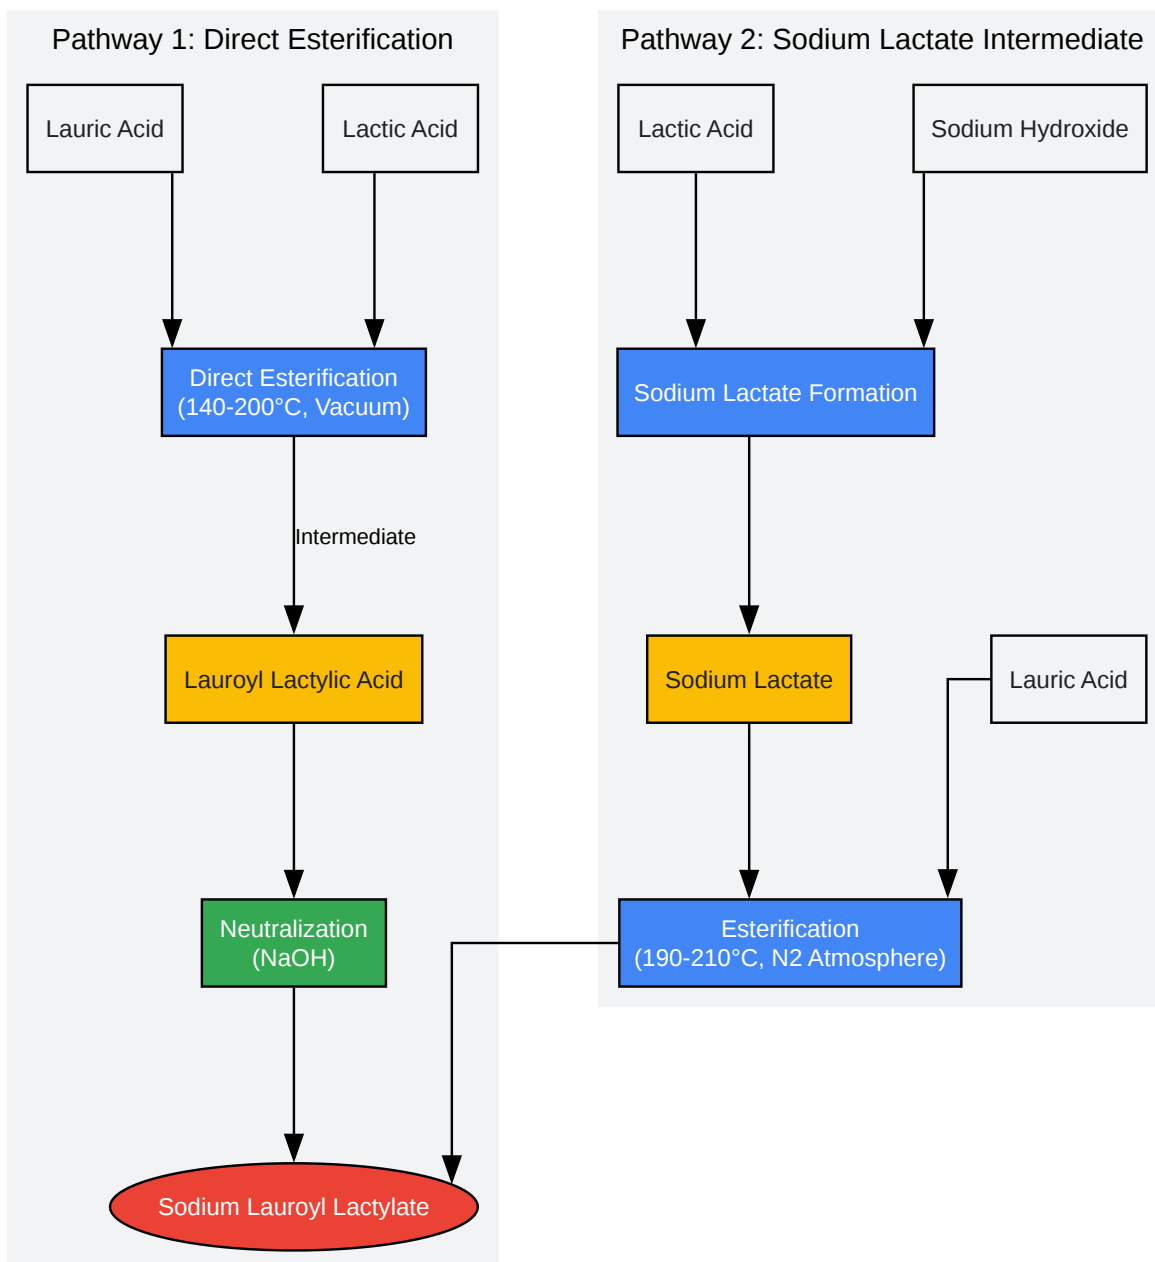 Pathway 1: Direct Esterification
Lauric Acid
Lactic Acid
Direct Esterification
(140-200°C, Vacuum)
Intermediate
Lauroyl Lactylic Acid
Neutralization
(NaOH)
Sodium Lauroyl Lactylate
Pathway 2: Sodium Lactate Intermediate
Lactic Acid
Sodium Hydroxide
Sodium Lactate Formation
Sodium Lactate
Lauric Acid
Esterification
(190-210°C, N2 Atmosphere)